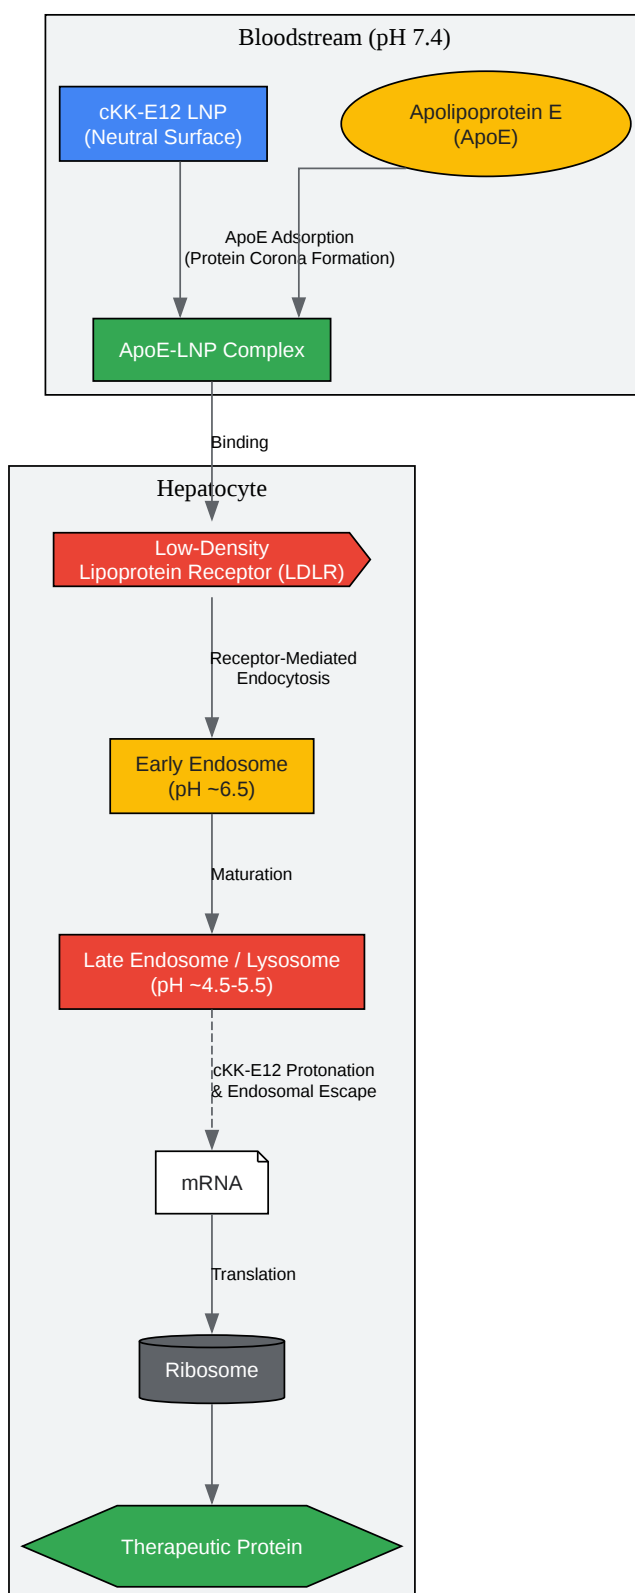 Bloodstream (pH 7.4)
cKK-E12 LNP
(Neutral Surface)
Apolipoprotein E
(ApoE)
ApoE Adsorption
(Protein Corona Formation)
ApoE-LNP Complex
Binding
Hepatocyte
Low-Density
Lipoprotein Receptor (LDLR)
Receptor-Mediated
Endocytosis
Early Endosome
(pH ~6.5)
Maturation
Late Endosome / Lysosome
(pH ~4.5-5.5)
cKK-E12 Protonation
& Endosomal Escape
mRNA
Translation
Ribosome
Therapeutic Protein